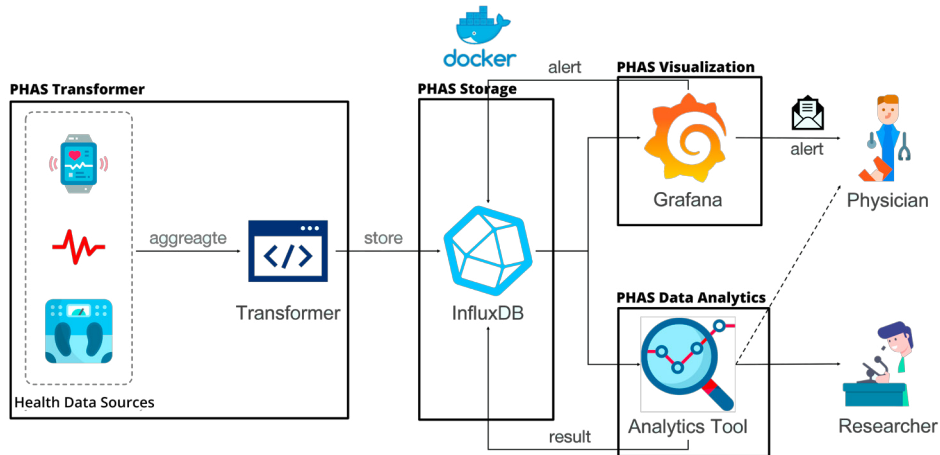 docker
PHAS Transformer
PHAS Storage
alert
PHAS Visualization
aggreagte
store
Grafana
alert
Physician
Transformer
InfluxDB
PHAS Data Analytics
Health Data Sources
result
Analytics Tool
Researcher